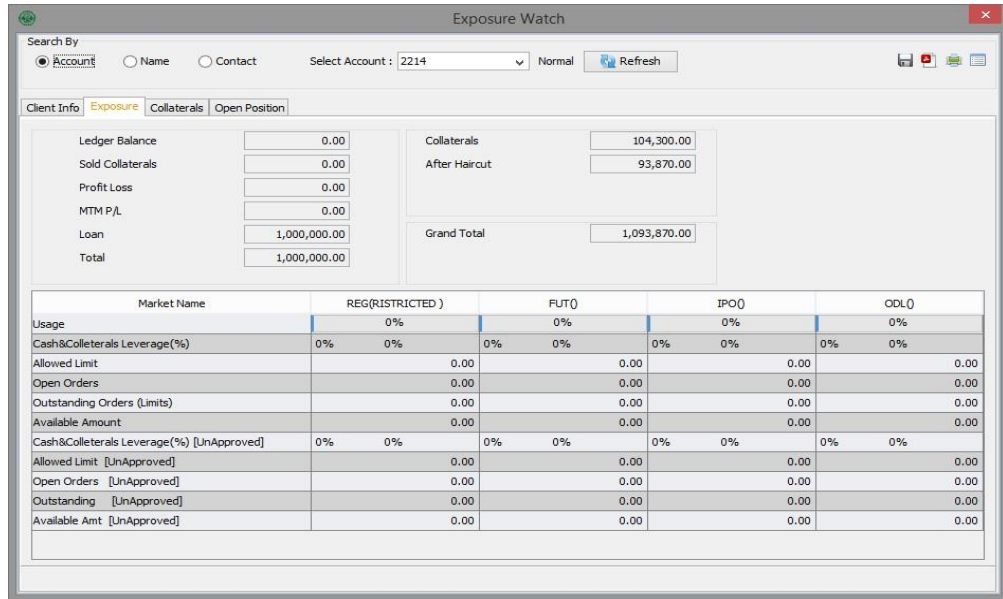 Exposure Watch
Search By
Account Name Contact Select Account : 2214 Normal Refresh
Client Info Exposure Collaterals Open Position
Ledger Balance 0.00 Collaterals 104,300.00
Sold Collaterals 0.00 After Haircut 93,870.00
Profit Loss 0.00
MTM P/L 0.00
Loan 1,000,000.00 Grand Total 1,093,870.00
Total 1,000,000.00
Market Name REG(RISTRICTED ) FUT() IPO() ODL()
Usage 0% 0% 0% 0%
Cash&Colleterals Leverage(%) 0% 0% 0% 0% 0% 0% 0% 0%
Allowed Limit 0.00 0.00 0.00 0.00
Open Orders 0.00 0.00 0.00 0.00
Outstanding Orders (Limits) 0.00 0.00 0.00 0.00
Available Amount 0.00 0.00 0.00 0.00
Cash&Colleterals Leverage(%) [UnApproved] 0% 0% 0% 0% 0% 0% 0% 0%
Allowed Limit [UnApproved] 0.00 0.00 0.00 0.00
Open Orders [UnApproved] 0.00 0.00 0.00 0.00
Outstanding [UnApproved] 0.00 0.00 0.00 0.00
Available Amt [UnApproved] 0.00 0.00 0.00 0.00